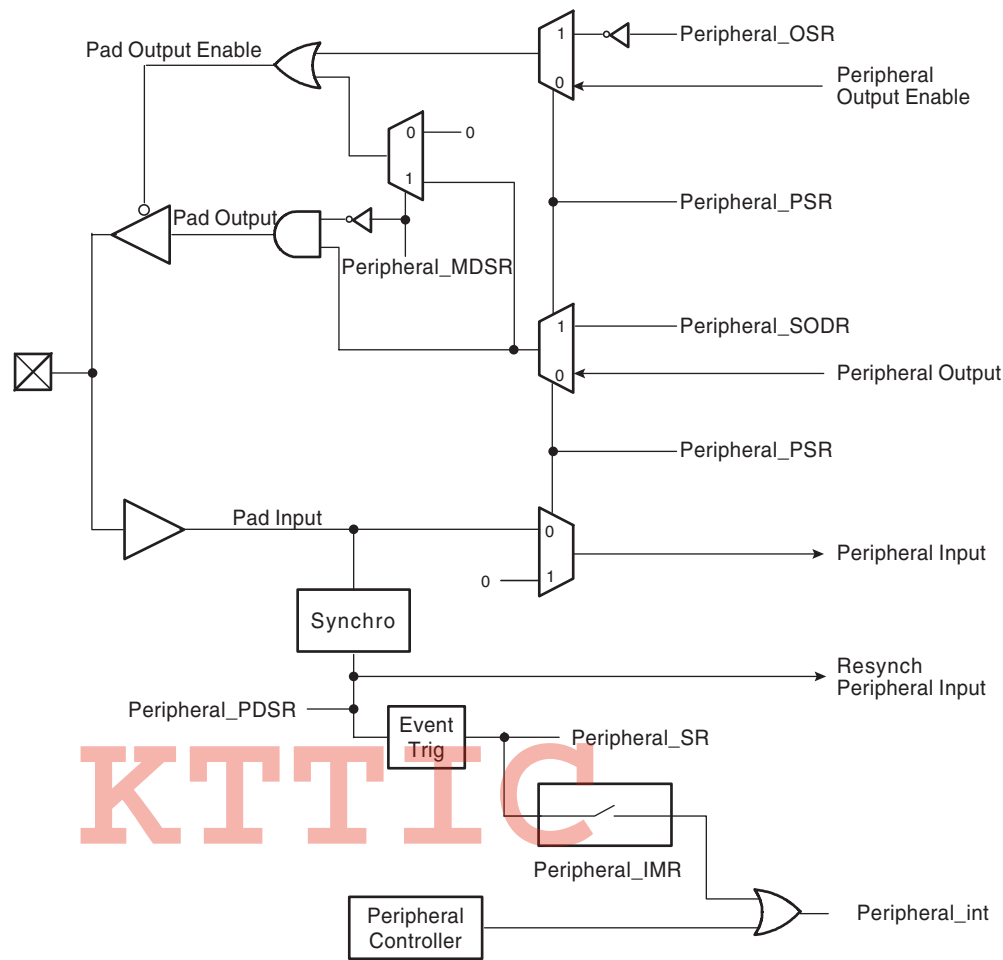 1
Peripheral_OSR
Pad Output Enable
0
Peripheral
Output Enable
0
0
1
Peripheral_PSR
Pad Output
Peripheral_MDSR
1
Peripheral_SODR
0
Peripheral Output
Peripheral_PSR
Pad Input
0
Peripheral Input
0
1
Synchro
Resynch
Peripheral Input
Peripheral_PDSR
Event
Trig
Peripheral_SR
KTTIC
Peripheral_IMR
Peripheral
Controller
Peripheral_int